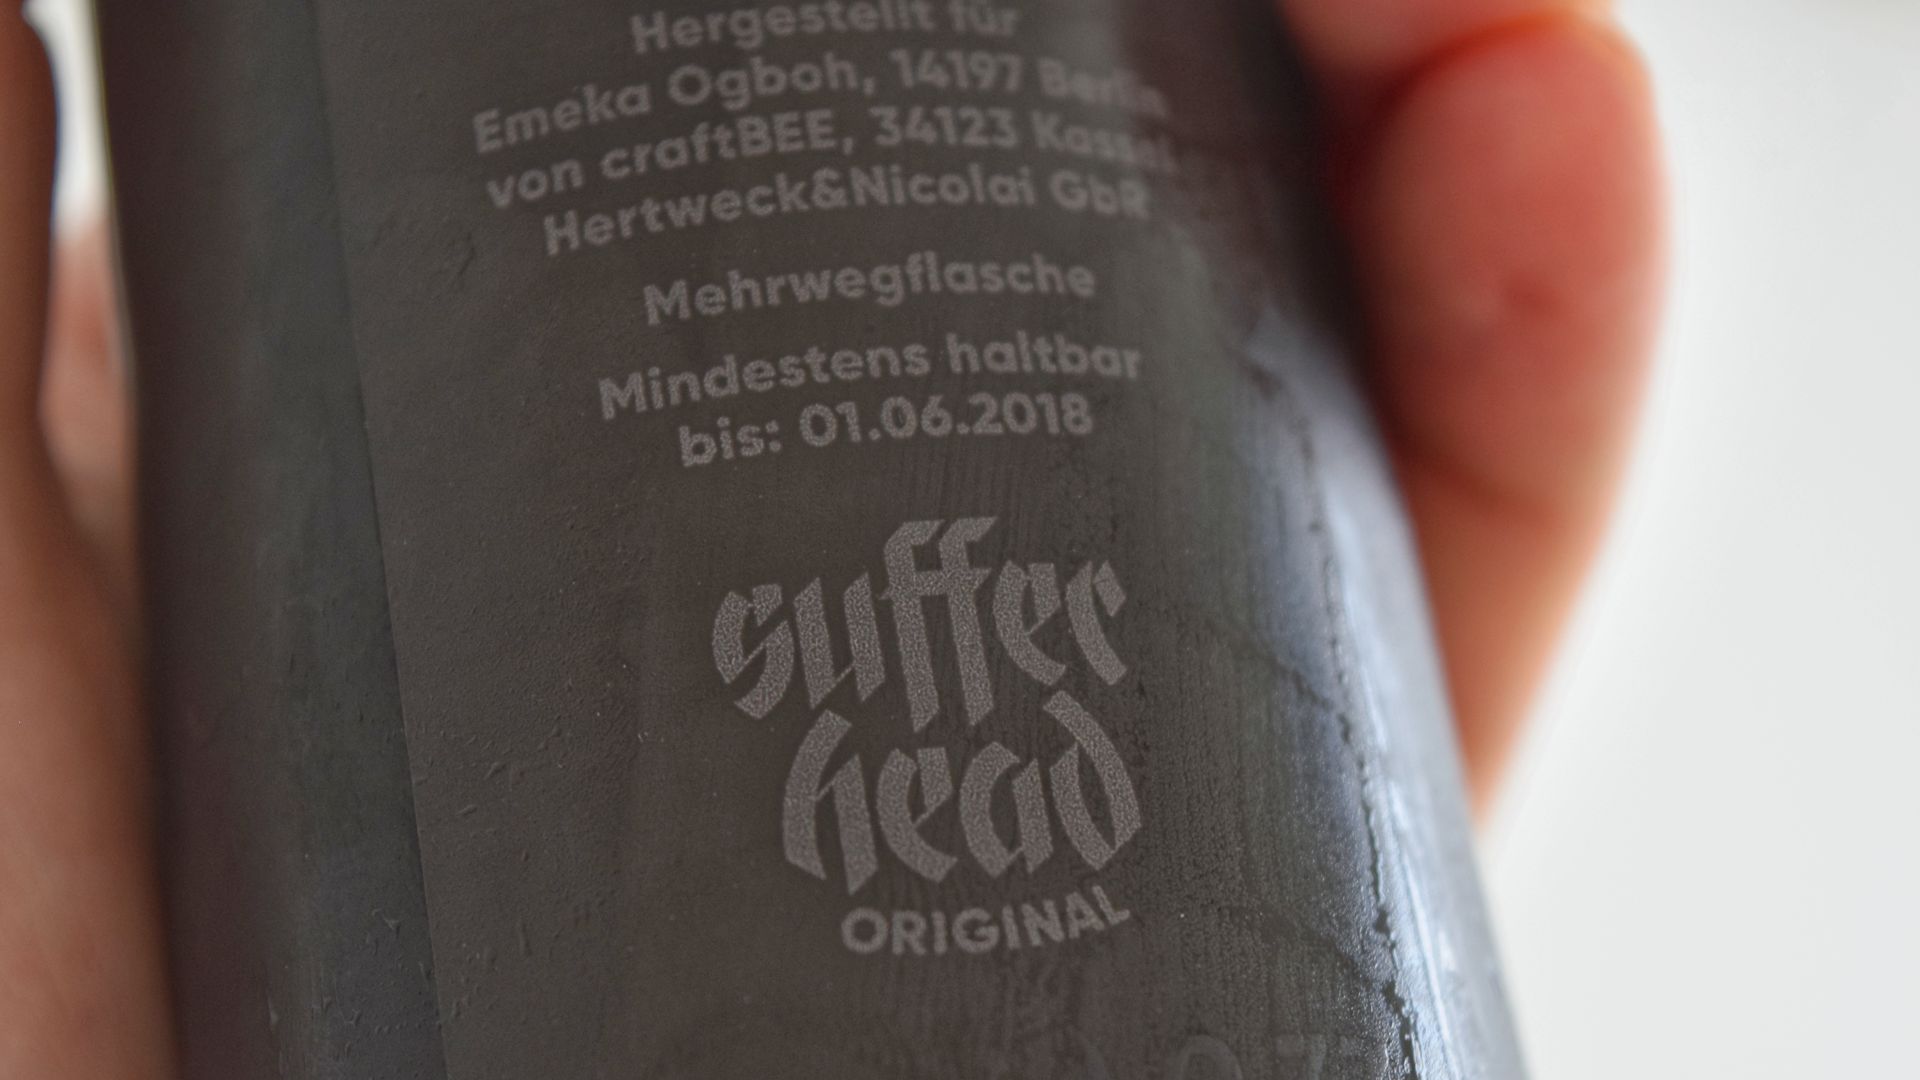 Hergestellt für
Emeka Ogboh, 14197 Berlin
von craftBEE, 34123 Kassel
Hertweck&Nicolai GbR
Mehrwegflasche
Mindestens haltbar
bis: 01.06.2018
suffer
head
ORIGINAL